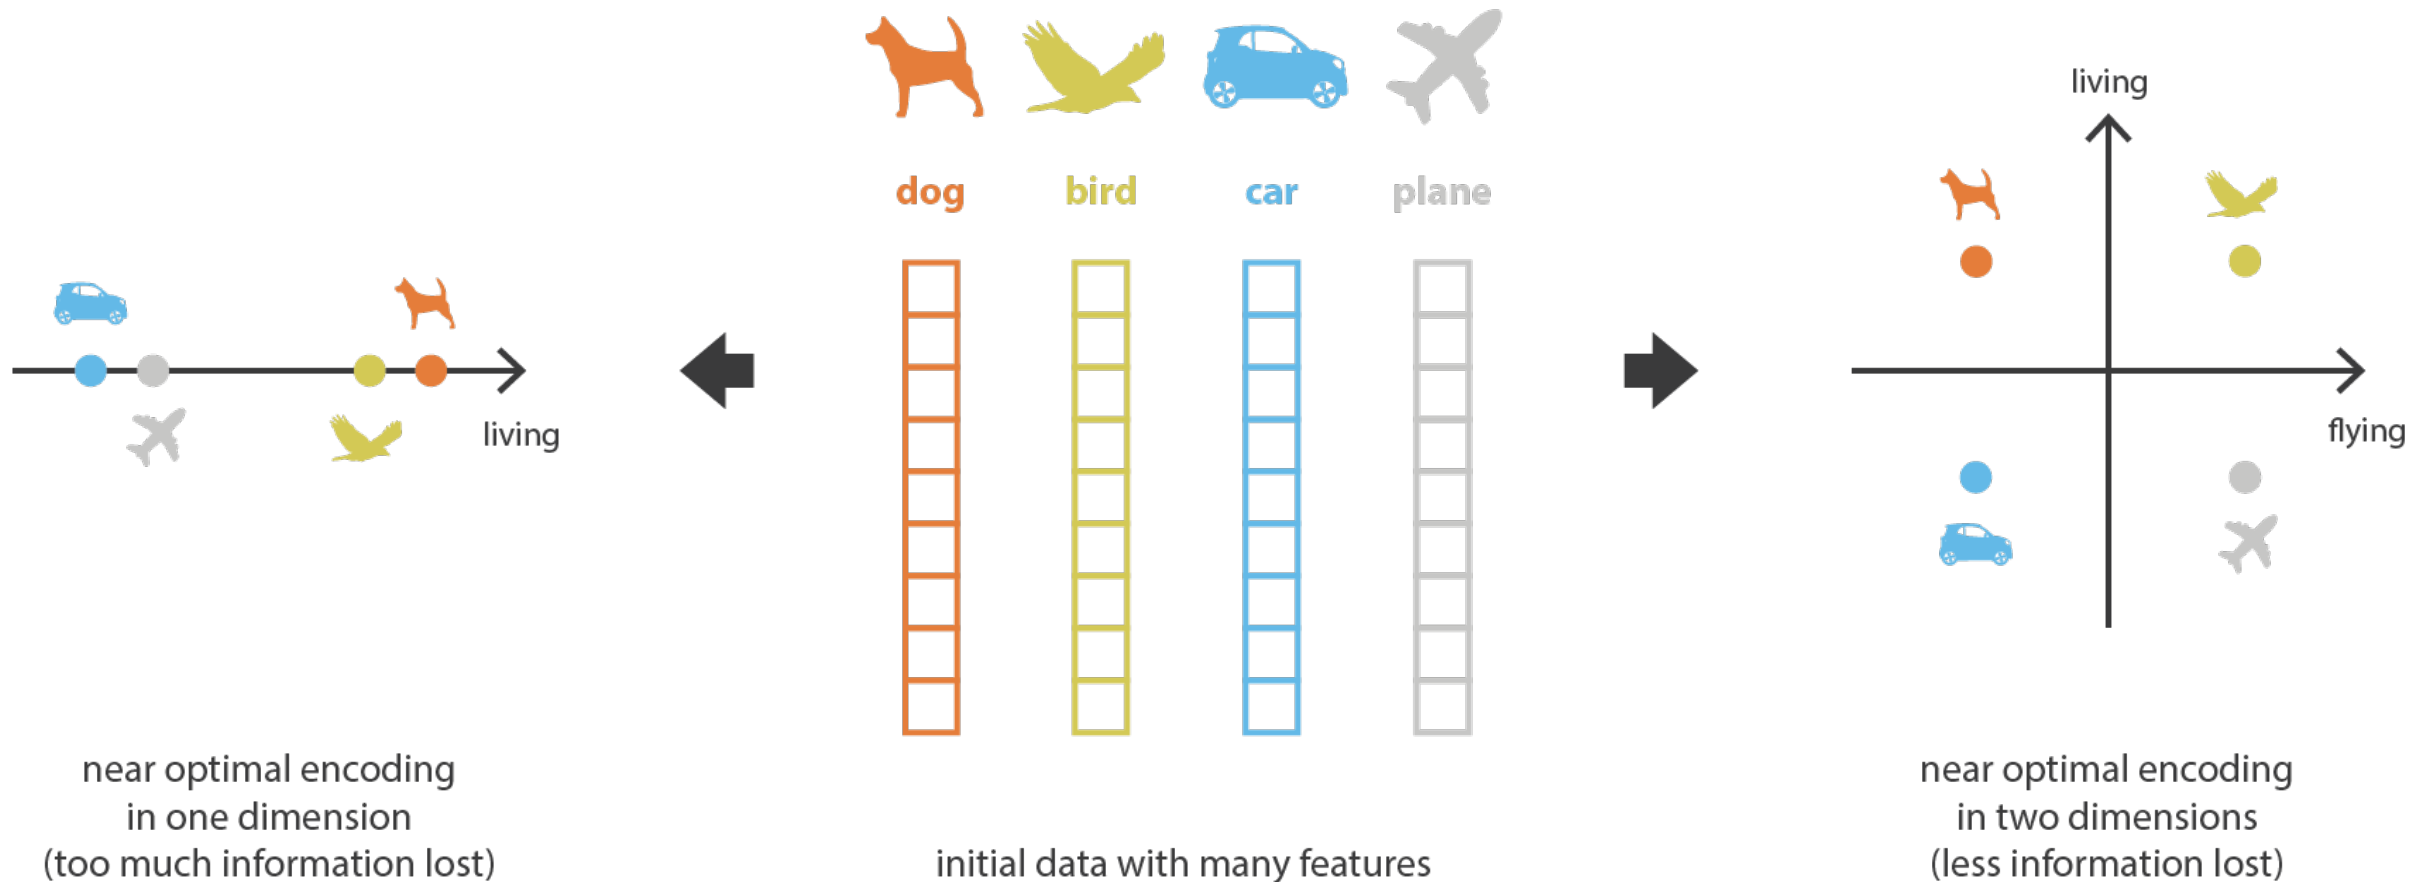 dog
bird
car
plane
living
living
flying
near optimal encoding
in one dimension
(too much information lost)
initial data with many features
near optimal encoding
in two dimensions
(less information lost)